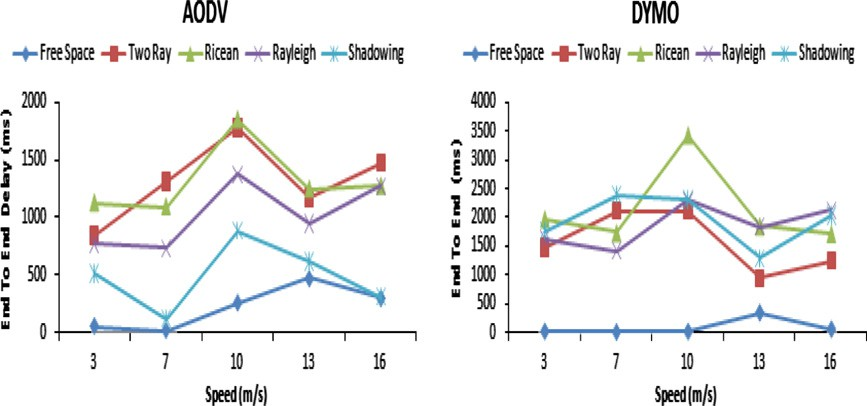 AODV
Free Space Two Ray Ricean Rayleigh Shadowing
End To End Delay (ms)
2000
1500
1000
500
0
3 7 10 13 16
Speed (m/s)
DYMO
Free Space Two Ray Ricean Rayleigh Shadowing
End To End (ms)
4000
3500
3000
2500
2000
1500
1000
500
0
3 7 10 13 16
Speed (m/s)